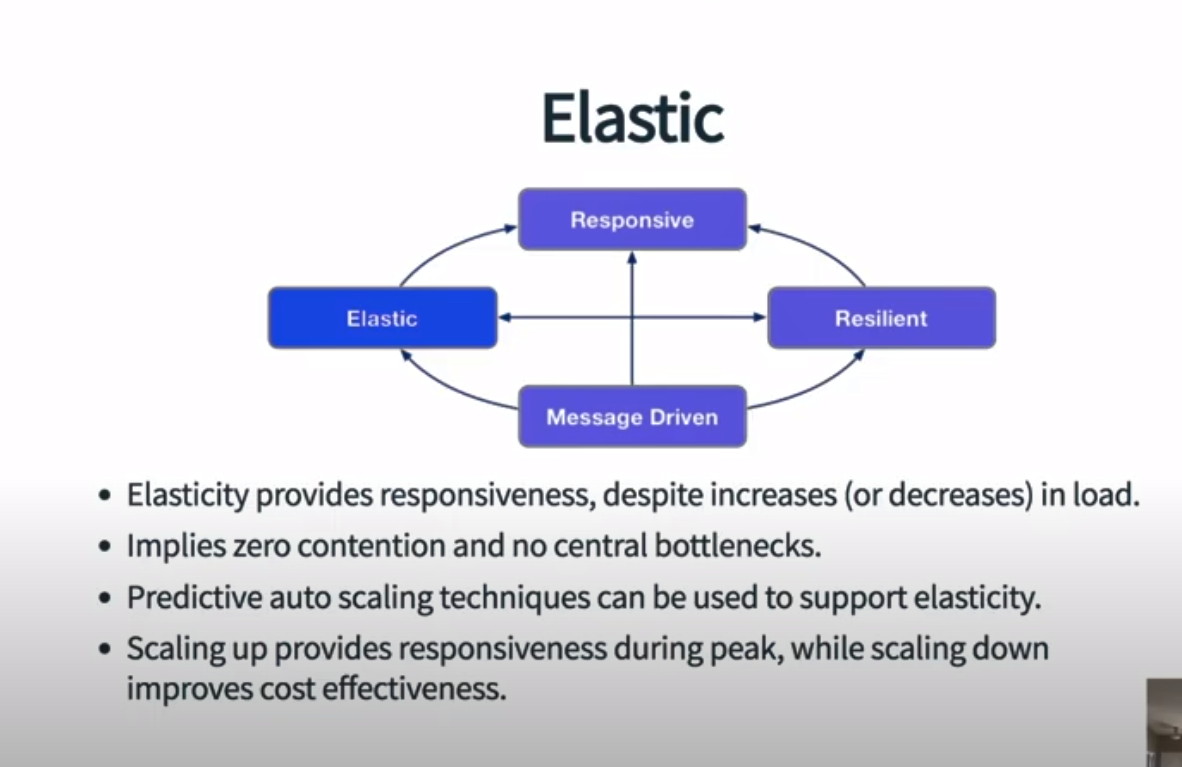 Elastic
Responsive
Elastic
Resilient
Message Driven
• Elasticity provides responsiveness, despite increases (or decreases) in load.
• Implies zero contention and no central bottlenecks.
• Predictive auto scaling techniques can be used to support elasticity.
• Scaling up provides responsiveness during peak, while scaling down
improves cost effectiveness.